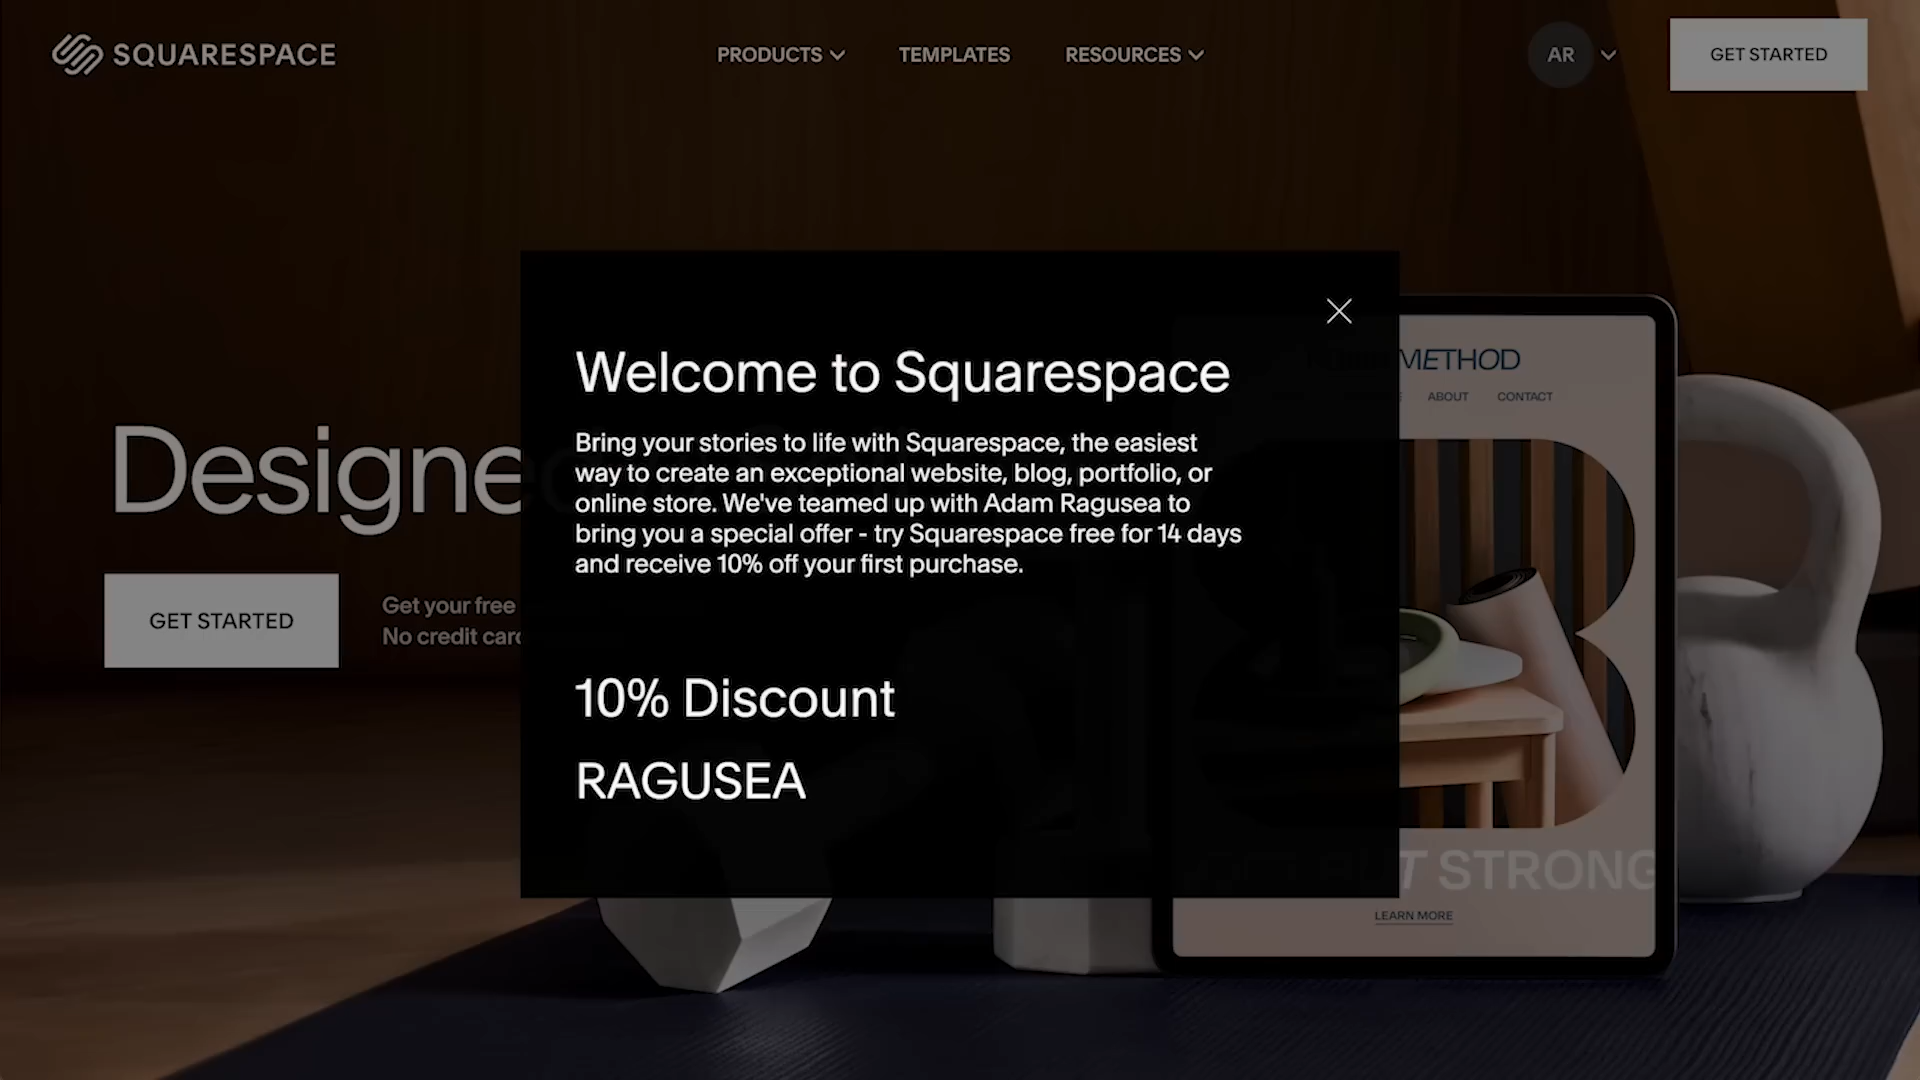 SQUARESPACE
PRODUCTS
TEMPLATES
RESOURCES
AR
GET STARTED
Designe
GET STARTED
Get your free
No credit card
Welcome to Squarespace
Bring your stories to life with Squarespace, the easiest
way to create an exceptional website, blog, portfolio, or
online store. We've teamed up with Adam Ragusea to
bring you a special offer - try Squarespace free for 14 days
and receive 10% off your first purchase.
10% Discount
RAGUSEA
METHOD
ABOUT
CONTACT
STRONG
LEARN MORE